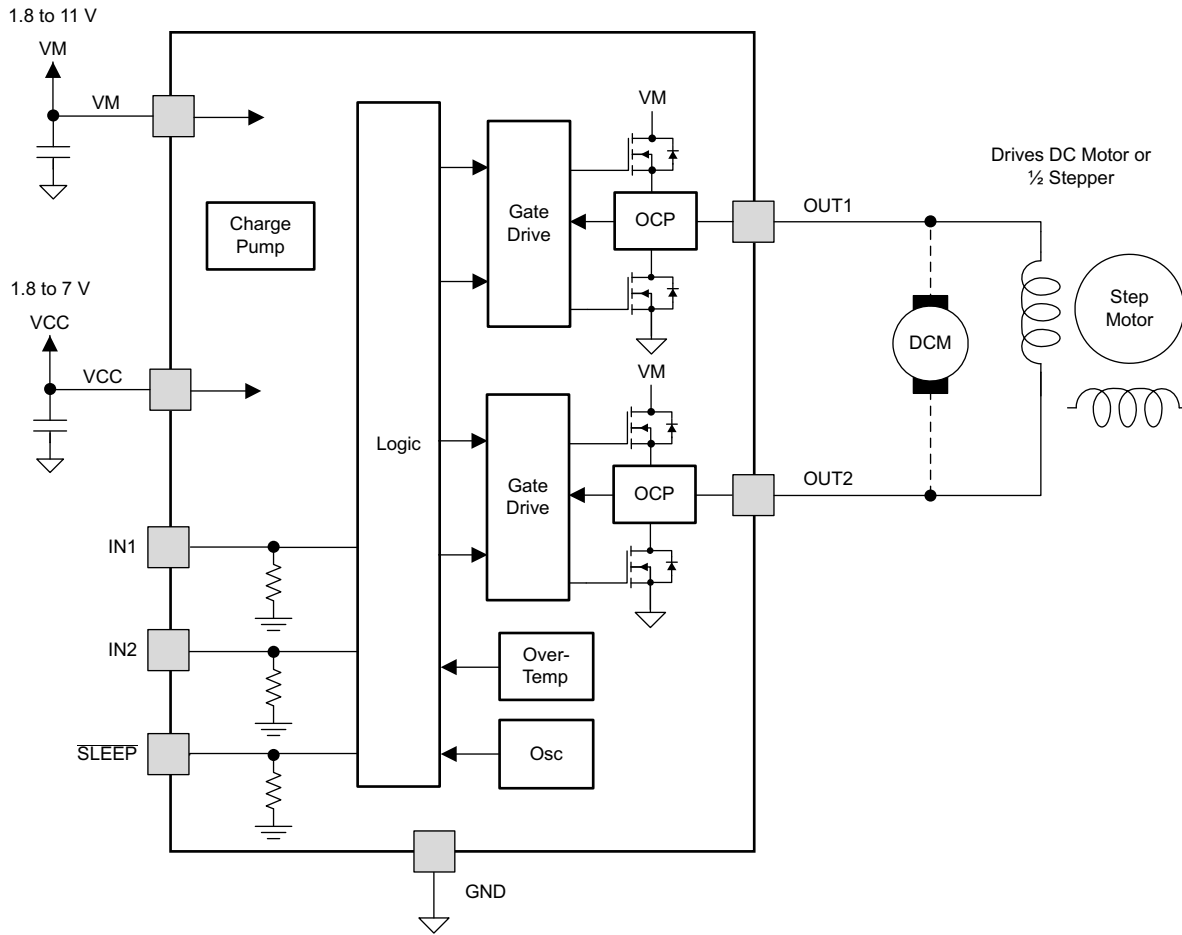 1.8 to 11 V
VM
VM
VM
Drives DC Motor or
½ Stepper
Gate
Drive
OCP
OUT1
Charge
Pump
1.8 to 7 V
VCC
VCC
DCM
Step
Motor
VM
Logic
Gate
Drive
OCP
OUT2
IN1
IN2
Over-
Temp
SLEEP
Osc
GND